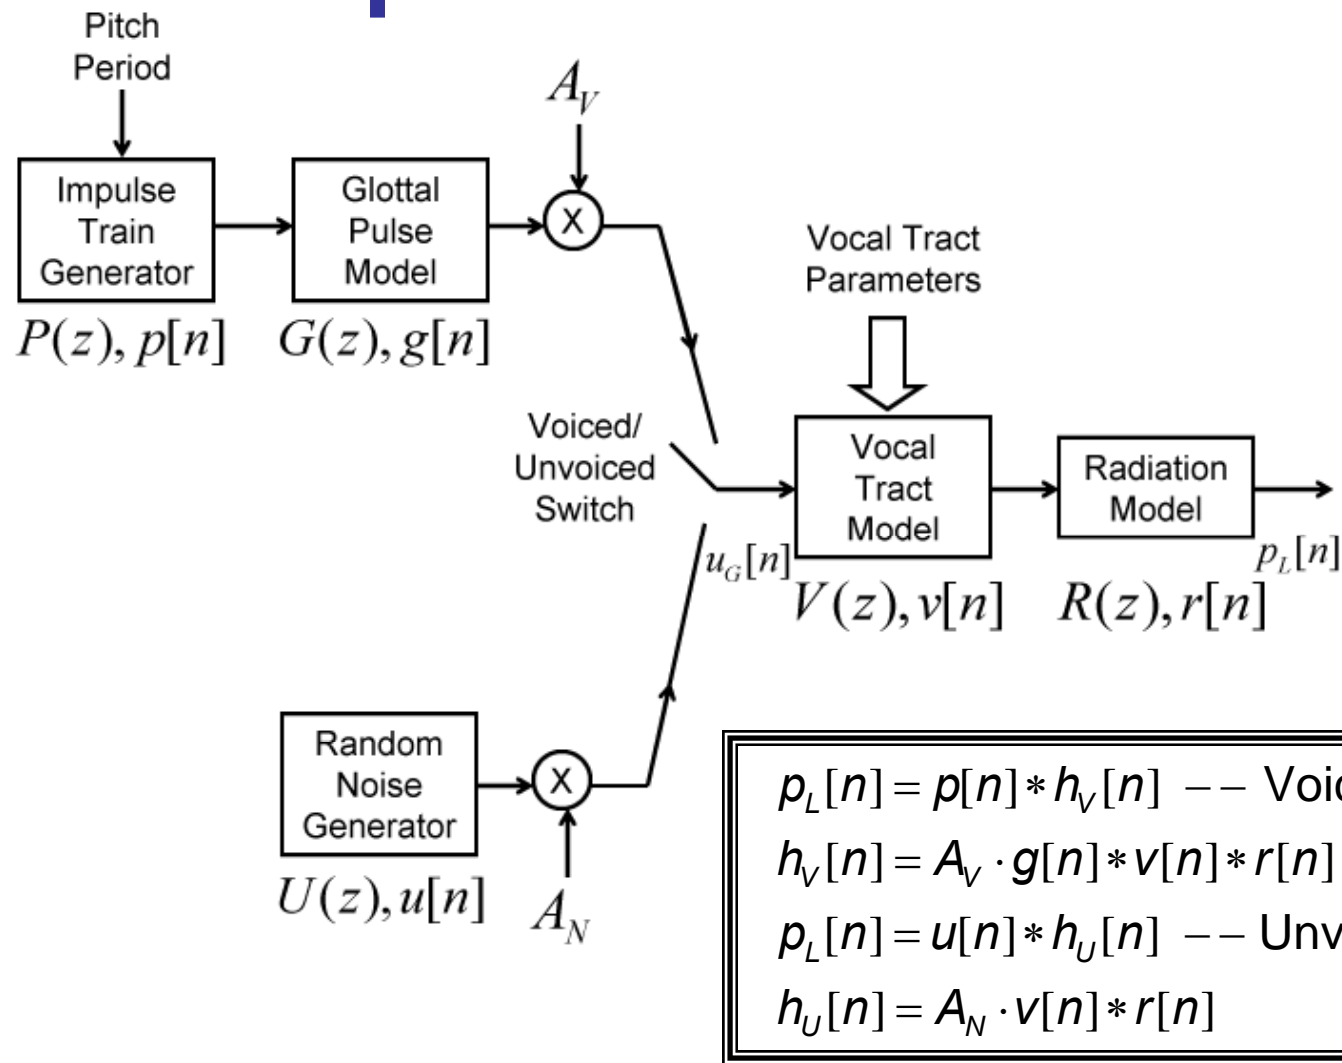 Pitch
Period
A_V
Impulse
Train
Generator
Glottal
Pulse
Model
X
P(z), p[n]
G(z), g[n]
Vocal Tract
Parameters
Voiced/
Unvoiced
Switch
Vocal
Tract
Model
Radiation
Model
u_G[n]
p_L[n]
V(z), v[n]
R(z), r[n]
Random
Noise
Generator
X
U(z), u[n]
A_N
p_L[n] = p[n] * h_V[n] –– Voi
h_V[n] = A_V · g[n] * v[n] * r[n]
p_L[n] = u[n] * h_U[n] –– Unv
h_U[n] = A_N · v[n] * r[n]